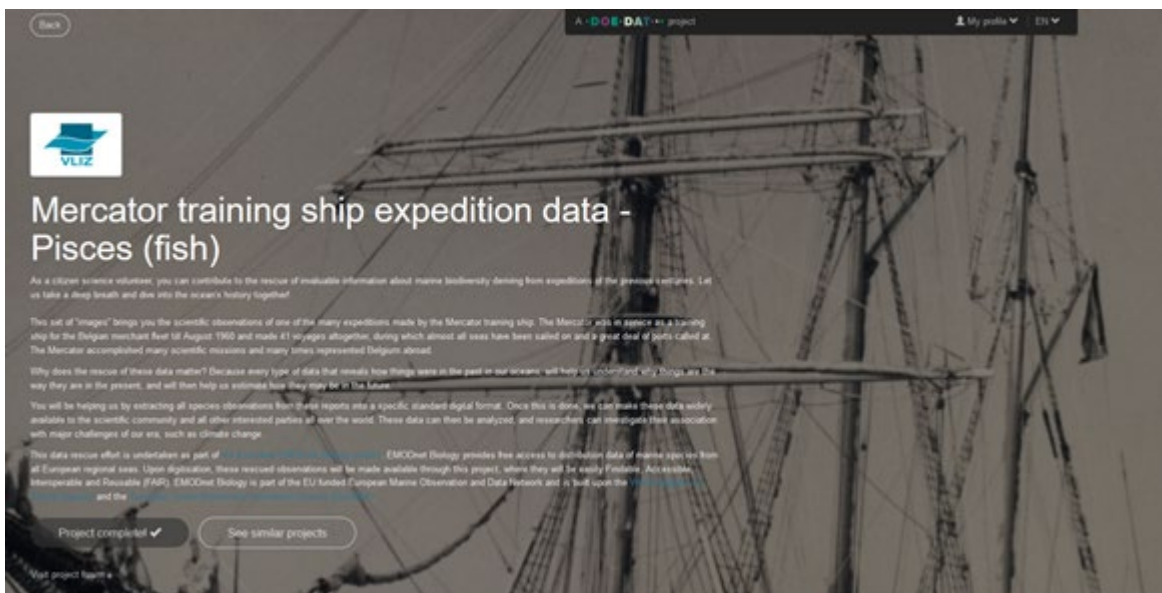 Back
A •DOE•DAT•be• project
My profile
EN
VLIZ
Mercator training ship expedition data -
Pisces (fish)
As a citizen science volunteer, you can contribute to the rescue of invaluable information about marine biodiversity deriving from expeditions of the previous centuries. Let
us take a deep breath and dive into the ocean's history together!
This set of "images" brings you the scientific observations of one of the many expeditions made by the Mercator training ship. The Mercator was in service as a training
ship for the Belgian merchant fleet till August 1960 and made 41 voyages altogether, during which almost all seas have been sailed on and a great deal of ports called at.
The Mercator accomplished many scientific missions and many times represented Belgium abroad.
Why does the rescue of these data matter? Because every type of data that reveals how things were in the past in our oceans, will help us understand why things are the
way they are in the present, and will then help us estimate how they may be in the future.
You will be helping us by extracting all species observations from these reports into a specific standard digital format. Once this is done, we can make these data widely
available to the scientific community and all other interested parties all over the world. These data can then be analyzed, and researchers can investigate their association
with major challenges of our era, such as climate change.
This data rescue effort is undertaken as part of EMODnet Biology provides free access to distribution data of marine species from
all European regional seas. Upon digitisation, these rescued observations will be made available through this project, where they will be easily Findable, Accessible,
Interoperable and Reusable (FAIR). EMODnet Biology is part of the EU funded European Marine Observation and Data Network and is built upon the
and the
Project complete!
See similar projects
Visit project forum »